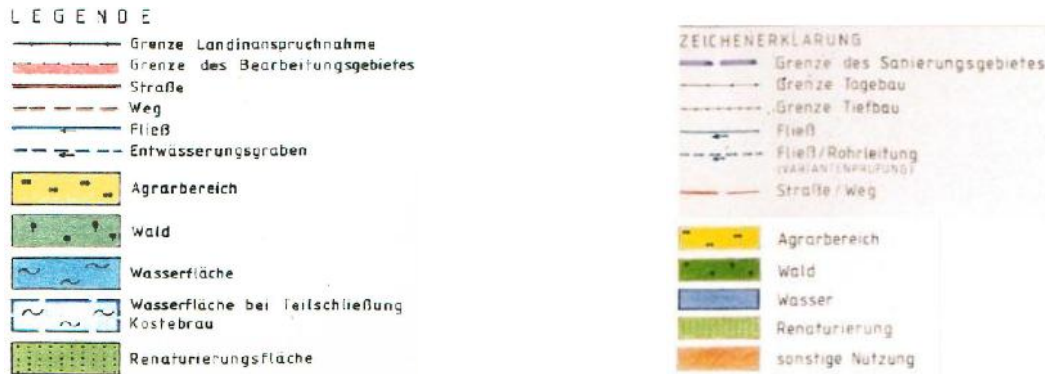 LEGENDE
Grenze Landinanspruchnahme
Grenze des Bearbeitungsgebietes
Straße
Weg
Fließ
Entwässerungsgraben
Agrarbereich
Wald
Wasserfläche
Wasserfläche bei Teilschließung
Kostebrau
Renaturierungsfläche
ZEICHENERKLÄRUNG
Grenze des Sanierungsgebietes
Grenze Tagebau
Grenze Tiefbau
Fließ
Fließ/Rohrleitung
(VARIANTENPRÜFUNG)
Straße/Weg
Agrarbereich
Wald
Wasser
Renaturierung
sonstige Nutzung